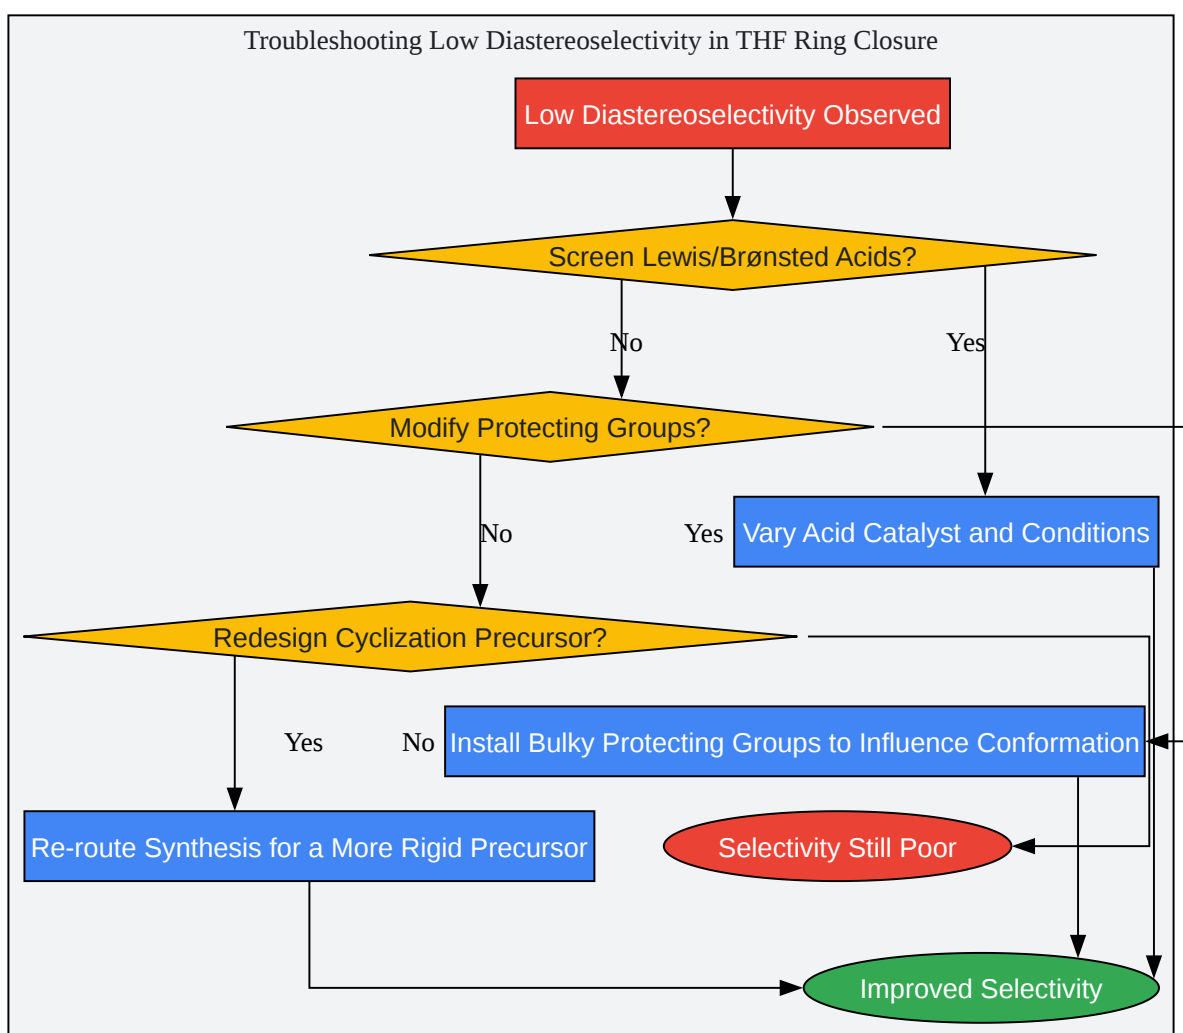 Troubleshooting Low Diastereoselectivity in THF Ring Closure
Low Diastereoselectivity Observed
Screen Lewis/Brønsted Acids?
No
Yes
Modify Protecting Groups?
No
Yes
Vary Acid Catalyst and Conditions
Redesign Cyclization Precursor?
Yes
No
Install Bulky Protecting Groups to Influence Conformation
Re-route Synthesis for a More Rigid Precursor
Selectivity Still Poor
Improved Selectivity